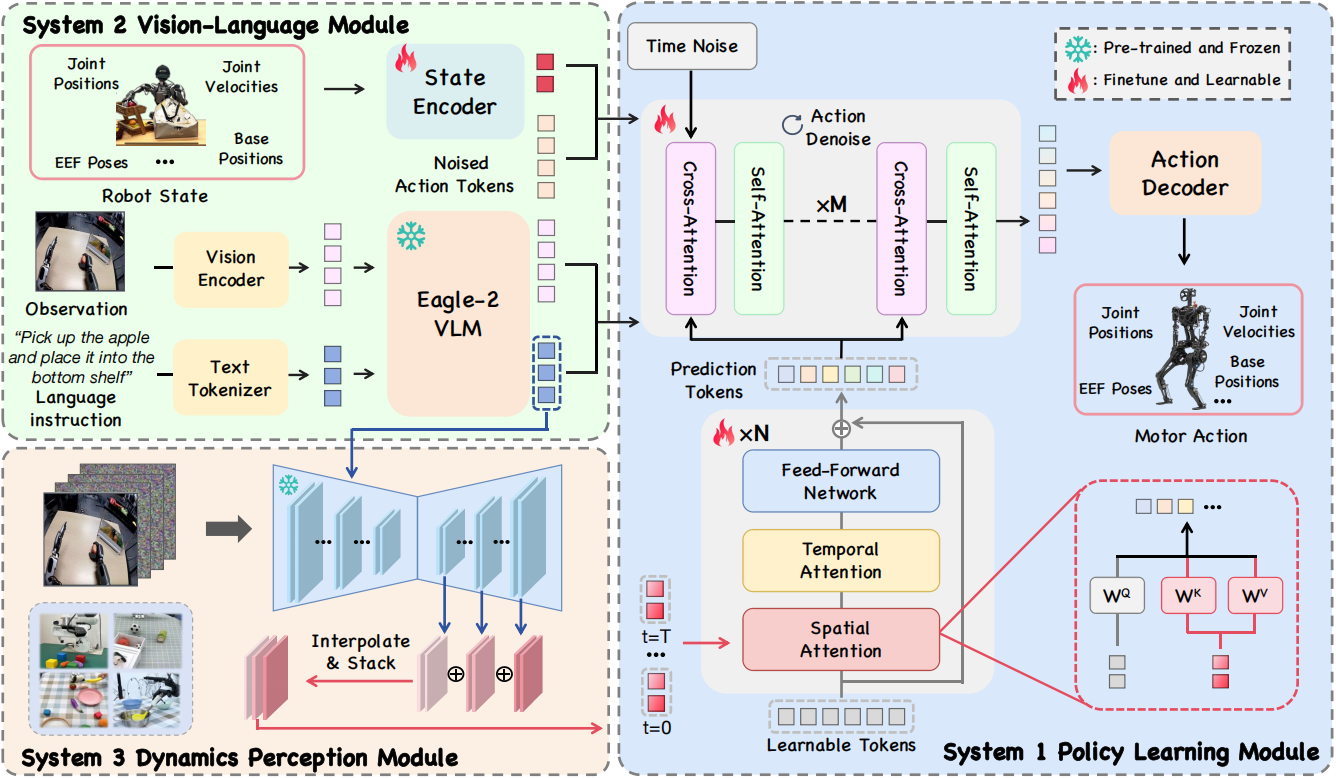 System 2 Vision-Language Module
Joint
Positions
Joint
Velocities
EEF Poses
•••
Base
Positions
Robot State
State
Encoder
Noised
Action Tokens
Observation
Vision
Encoder
“Pick up the apple
and place it into the
bottom shelf”
Language
instruction
Text
Tokenizer
Eagle-2
VLM
System 3 Dynamics Perception Module
•••
•••
•••
•••
Interpolate
& Stack
Time Noise
: Pre-trained and Frozen
: Finetune and Learnable
Action
Denoise
Cross-Attention
Self-Attention
×M
Cross-Attention
Self-Attention
Action
Decoder
Joint
Positions
Joint
Velocities
EEF Poses
Base
Positions
•••
Motor Action
Prediction
Tokens
×N
Feed-Forward
Network
Temporal
Attention
Spatial
Attention
t=T
•••
t=0
Learnable Tokens
•••
W^Q
W^K
W^V
System 1 Policy Learning Module